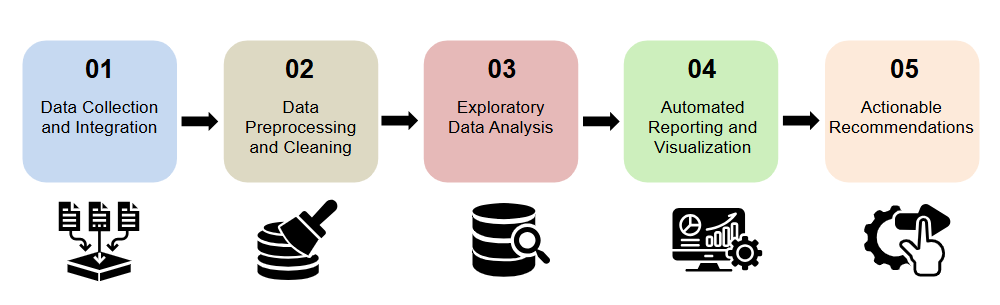 01
Data Collection
and Integration
02
Data
Preprocessing
and Cleaning
03
Exploratory
Data Analysis
04
Automated
Reporting and
Visualization
05
Actionable
Recommendations